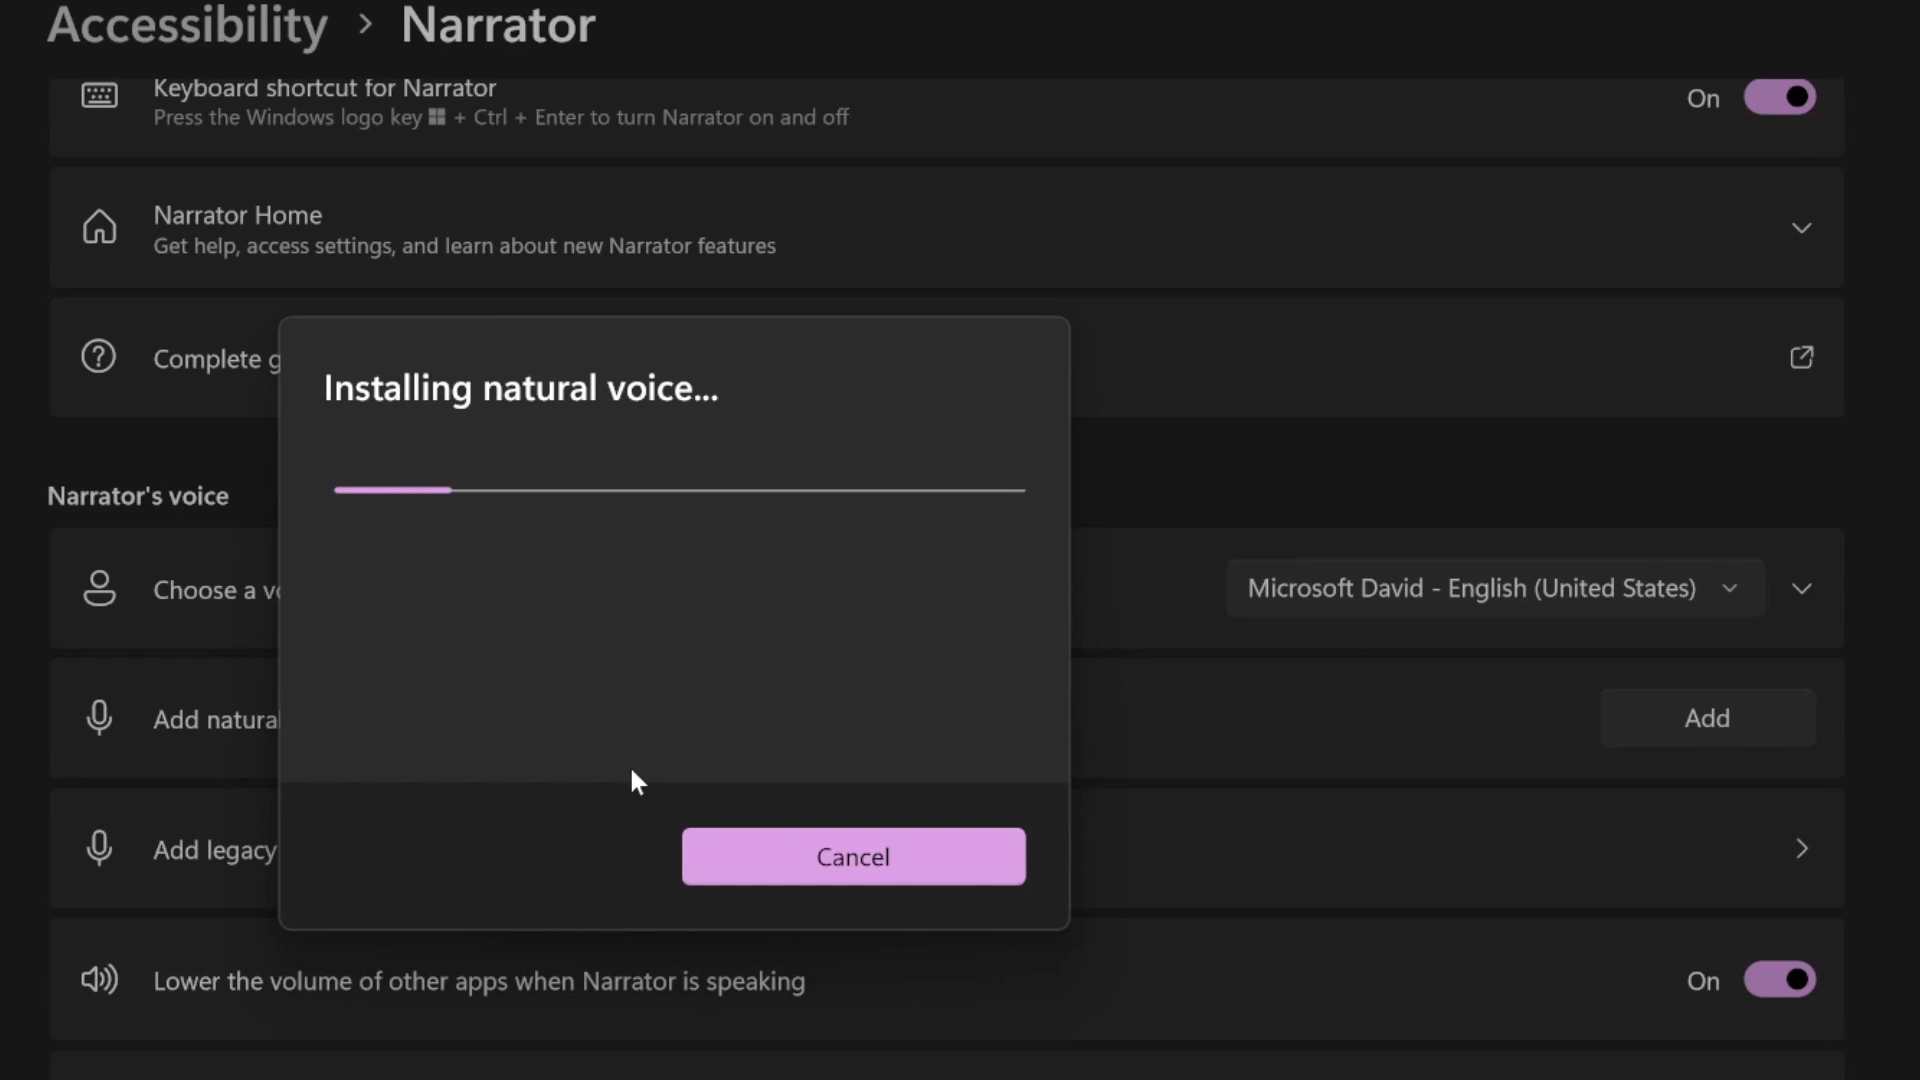 Accessibility > Narrator
Keyboard shortcut for Narrator
Press the Windows logo key + Ctrl + Enter to turn Narrator on and off
On
Narrator Home
Get help, access settings, and learn about new Narrator features
Complete
Installing natural voice...
Narrator's voice
Choose a
Microsoft David - English (United States)
Add natural
Add
Add legacy
Cancel
Lower the volume of other apps when Narrator is speaking
On